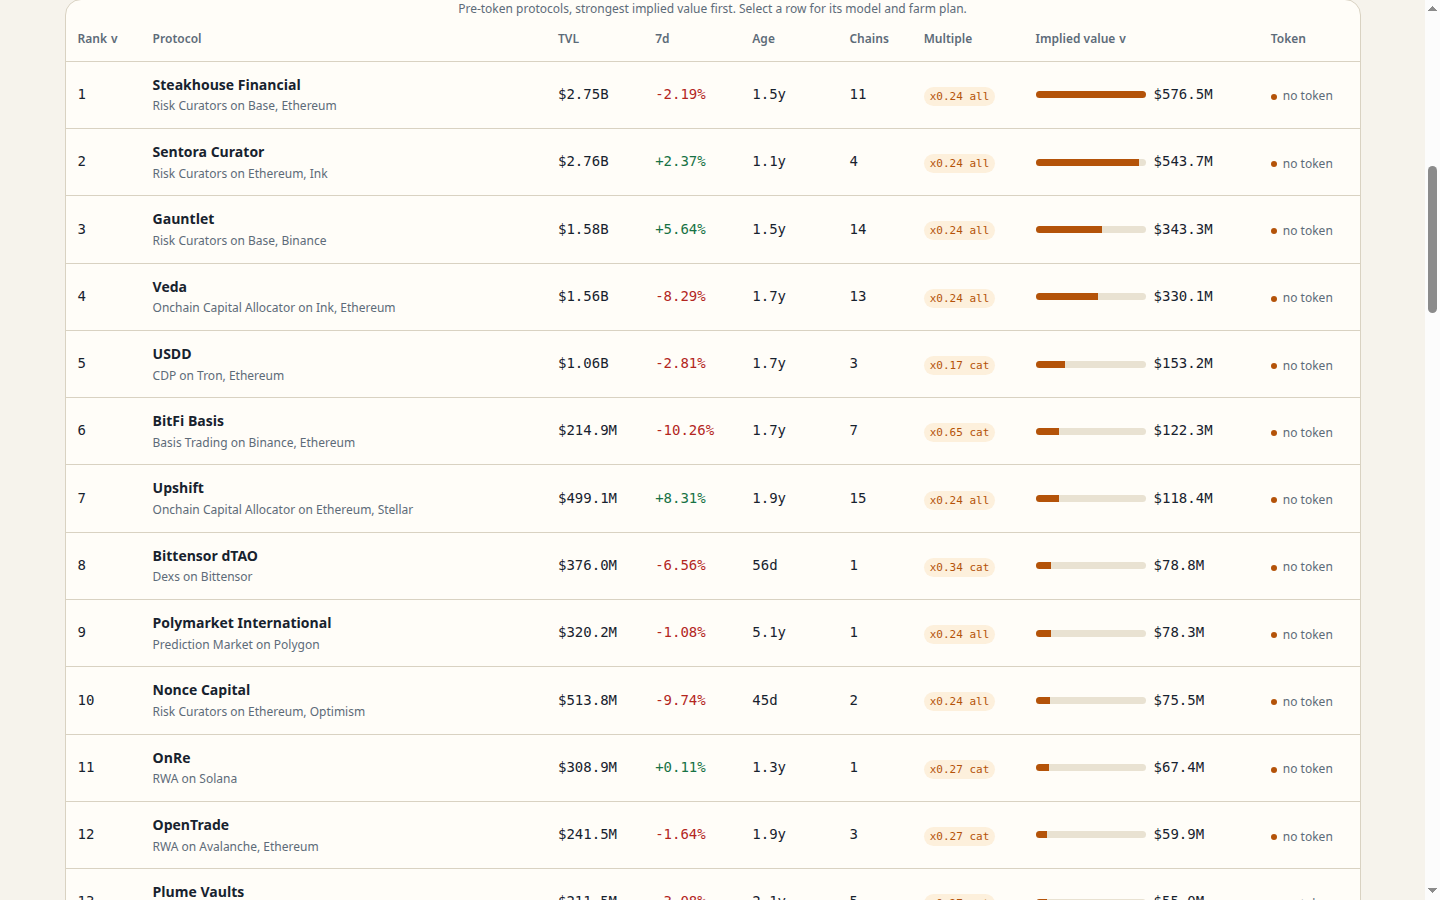 Pre-token protocols, strongest implied value first. Select a row for its model and farm plan.
Rank v Protocol TVL 7d Age Chains Multiple Implied value v Token
1 Steakhouse Financial $2.75B -2.19% 1.5y 11 x0.24 all $576.5M no token
Risk Curators on Base, Ethereum
2 Sentora Curator $2.76B +2.37% 1.1y 4 x0.24 all $543.7M no token
Risk Curators on Ethereum, Ink
3 Gauntlet $1.58B +5.64% 1.5y 14 x0.24 all $343.3M no token
Risk Curators on Base, Binance
4 Veda $1.56B -8.29% 1.7y 13 x0.24 all $330.1M no token
Onchain Capital Allocator on Ink, Ethereum
5 USDD $1.06B -2.81% 1.7y 3 x0.17 cat $153.2M no token
CDP on Tron, Ethereum
6 BitFi Basis $214.9M -10.26% 1.7y 7 x0.65 cat $122.3M no token
Basis Trading on Binance, Ethereum
7 Upshift $499.1M +8.31% 1.9y 15 x0.24 all $118.4M no token
Onchain Capital Allocator on Ethereum, Stellar
8 Bittensor dTAO $376.0M -6.56% 56d 1 x0.34 cat $78.8M no token
Dexs on Bittensor
9 Polymarket International $320.2M -1.08% 5.1y 1 x0.24 all $78.3M no token
Prediction Market on Polygon
10 Nonce Capital $513.8M -9.74% 45d 2 x0.24 all $75.5M no token
Risk Curators on Ethereum, Optimism
11 OnRe $308.9M +0.11% 1.3y 1 x0.27 cat $67.4M no token
RWA on Solana
12 OpenTrade $241.5M -1.64% 1.9y 3 x0.27 cat $59.9M no token
RWA on Avalanche, Ethereum
Plume Vaults